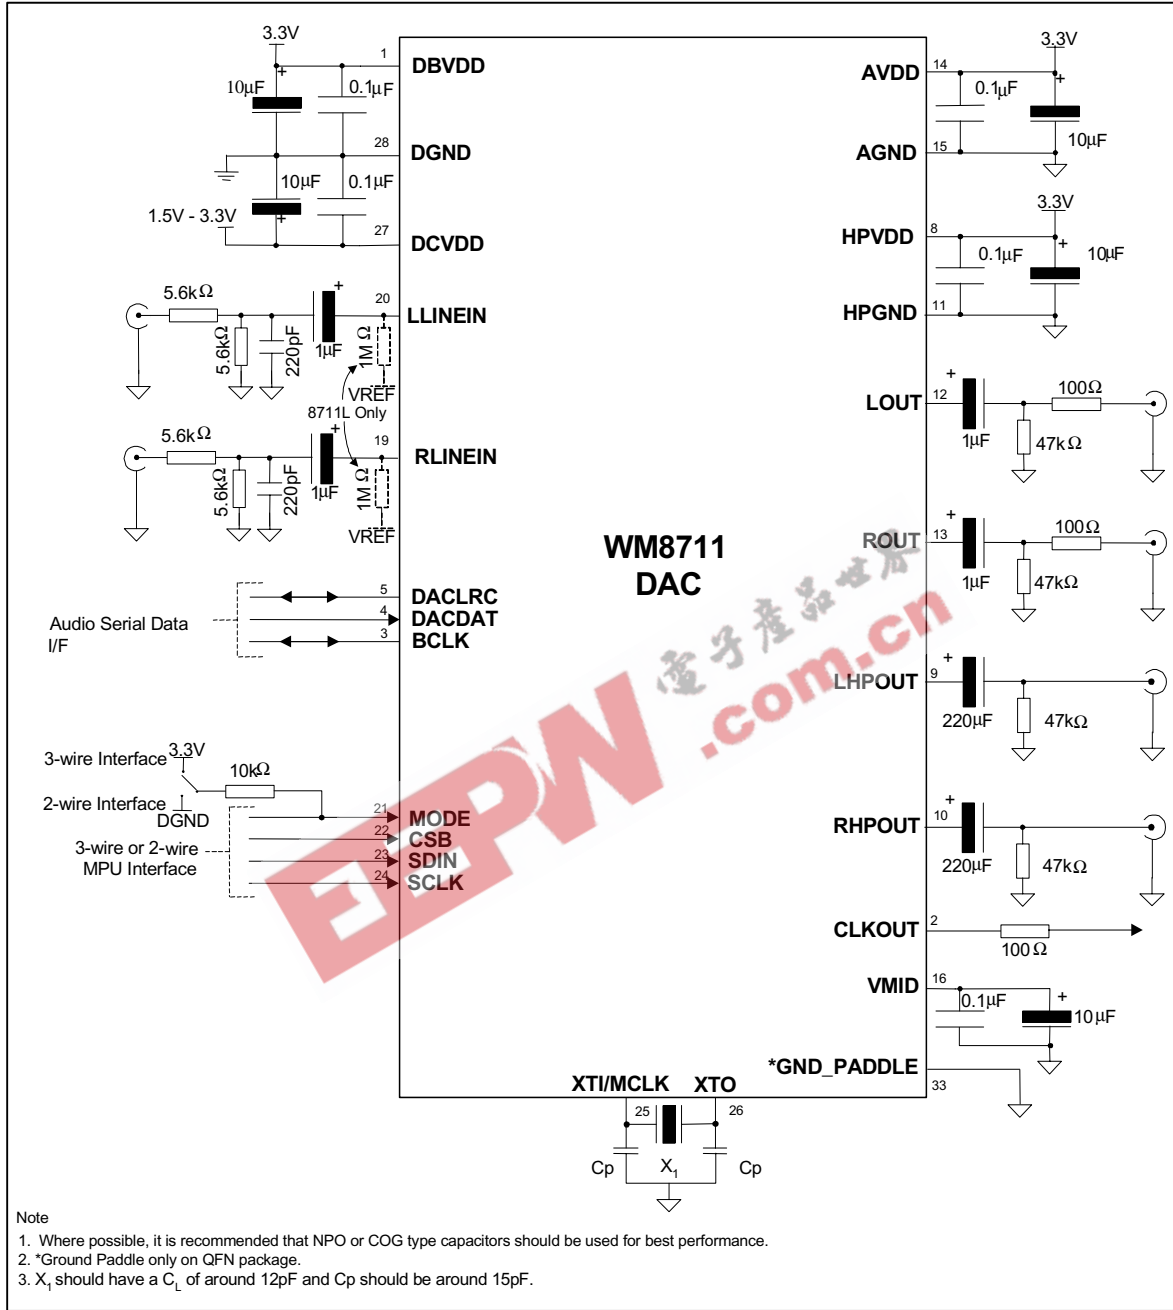 3.3V
1
DBVDD
10μF
+
0.1μF
28
DGND
10μF
0.1μF
1.5V - 3.3V
+
27
DCVDD
5.6kΩ
+
20
LLINEIN
5.6kΩ
220pF
1μF
1M Ω
VREF
8711L Only
5.6kΩ
+
19
RLINEIN
5.6kΩ
220pF
1μF
1M Ω
VREF
Audio Serial Data
I/F
5
DACLRC
4
DACDAT
3
BCLK
3-wire Interface
3.3V
10kΩ
2-wire Interface
DGND
3-wire or 2-wire
MPU Interface
21
MODE
22
CSB
23
SDIN
24
SCLK
WM8711
DAC
3.3V
AVDD
14
0.1μF
+
10μF
AGND
15
3.3V
HPVDD
8
0.1μF
+
10μF
HPGND
11
LOUT
12
+
1μF
100Ω
47kΩ
ROUT
13
+
1μF
100Ω
47kΩ
LHPOUT
9
+
220μF
47kΩ
RHPOUT
10
+
220μF
47kΩ
CLKOUT
2
100Ω
VMID
16
0.1μF
+
10μF
*GND_PADDLE
33
XTI/MCLK
XTO
25
26
Cp
X1
Cp
EEPW
.com.cn
電子產品世界
Note
1. Where possible, it is recommended that NPO or COG type capacitors should be used for best performance.
2. *Ground Paddle only on QFN package.
3. X1 should have a CL of around 12pF and Cp should be around 15pF.